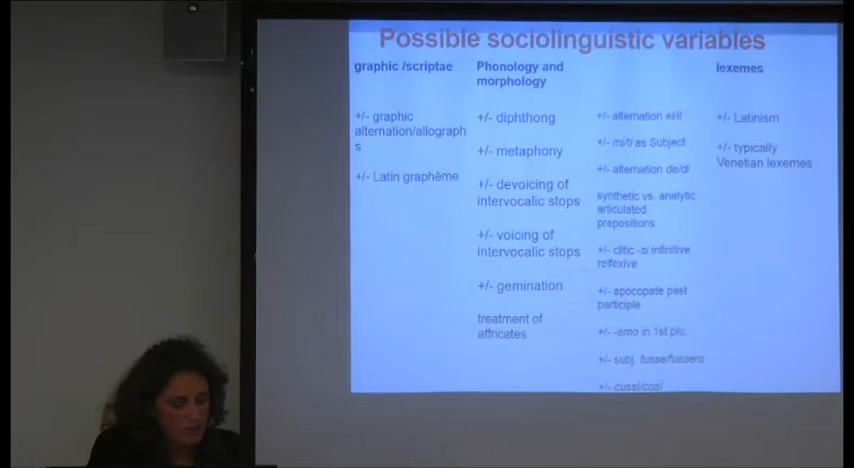 Possible sociolinguistic variables
graphic /scriptae
+/- graphic
alternation/allograph
s
+/- Latin graphème
Phonology and
morphology
+/- diphthong
+/- metaphony
+/- devoicing of
intervocalic stops
+/- voicing of
intervocalic stops
+/- gemination
treatment of
affricates
+/- alternation el/il
+/- mi/ti as Subject
+/- alternation de/di
synthetic vs. analytic
articulated
prepositions
+/- clitic -si infinitive
reflexive
+/- apocopate past
participle
+/- -emo in 1st plu.
+/- subj. fusse/fussero
+/- cussì/così
lexemes
+/- Latinism
+/- typically
Venetian lexemes